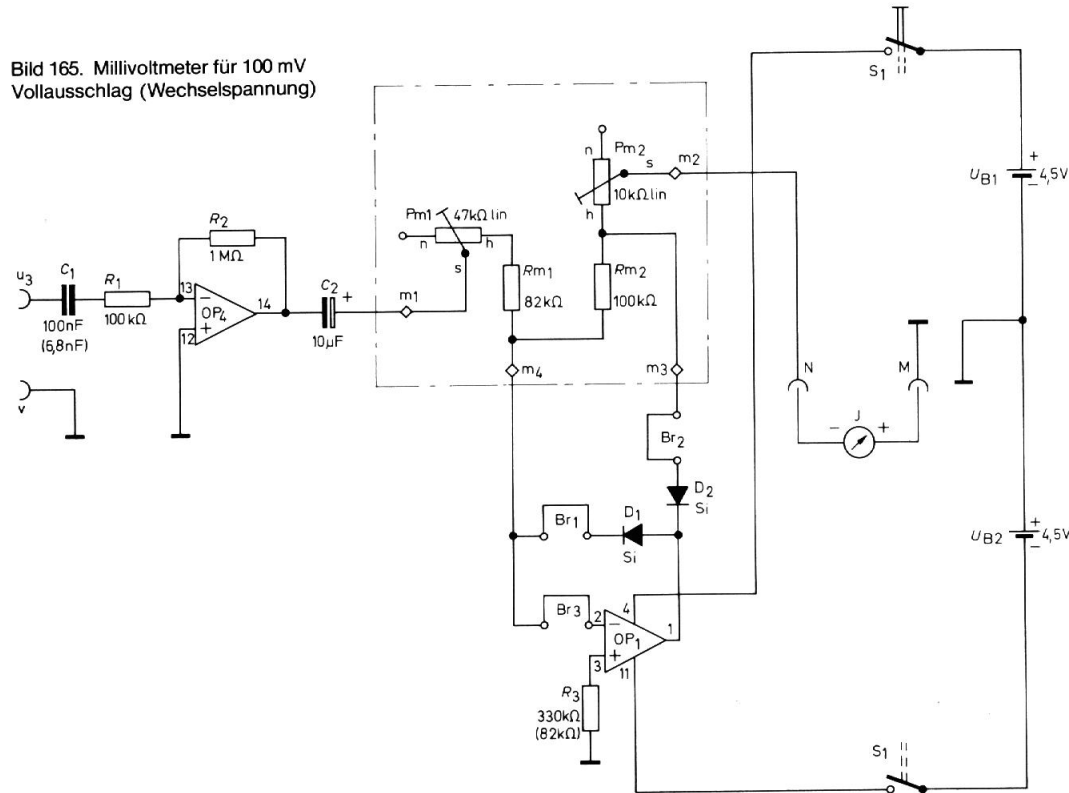 Bild 165. Millivoltmeter für 100 mV
Vollausschlag (Wechselspannung)
S1
+
UB1
4,5V
−
n
Pm2
s
m2
10kΩ lin
h
Pm1
47kΩ lin
n
h
s
R2
1 MΩ
Rm1
82kΩ
Rm2
100kΩ
u3
C1
100nF
(6,8nF)
R1
100kΩ
13
−
OP4
14
+
12
C2
+
10µF
m1
m4
m3
N
M
J
−
+
Br2
D2
Si
Br1
D1
Si
v
+
UB2
4,5V
−
Br3
2
−
4
OP1
1
+
3
11
R3
330kΩ
(82kΩ)
S1